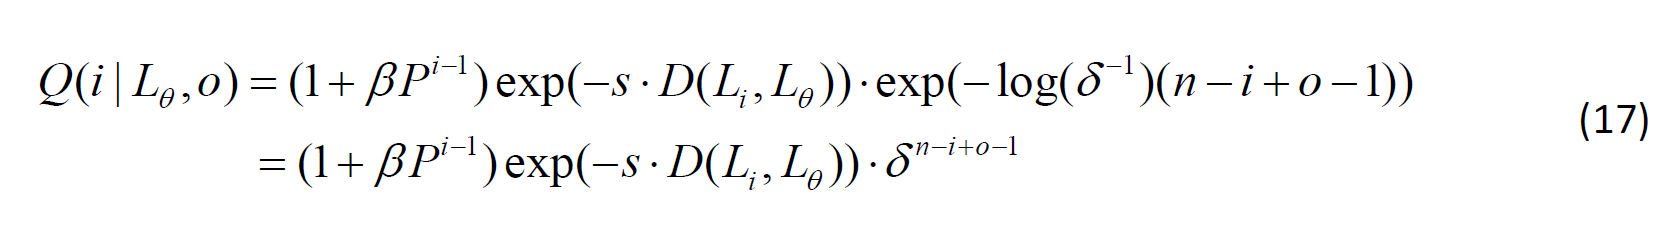 Q(i | L_θ, o) = (1 + βP^{i−1}) exp(−s · D(L_i, L_θ)) · exp(−log(δ^{−1})(n − i + o − 1))
= (1 + βP^{i−1}) exp(−s · D(L_i, L_θ)) · δ^{n−i+o−1}
(17)